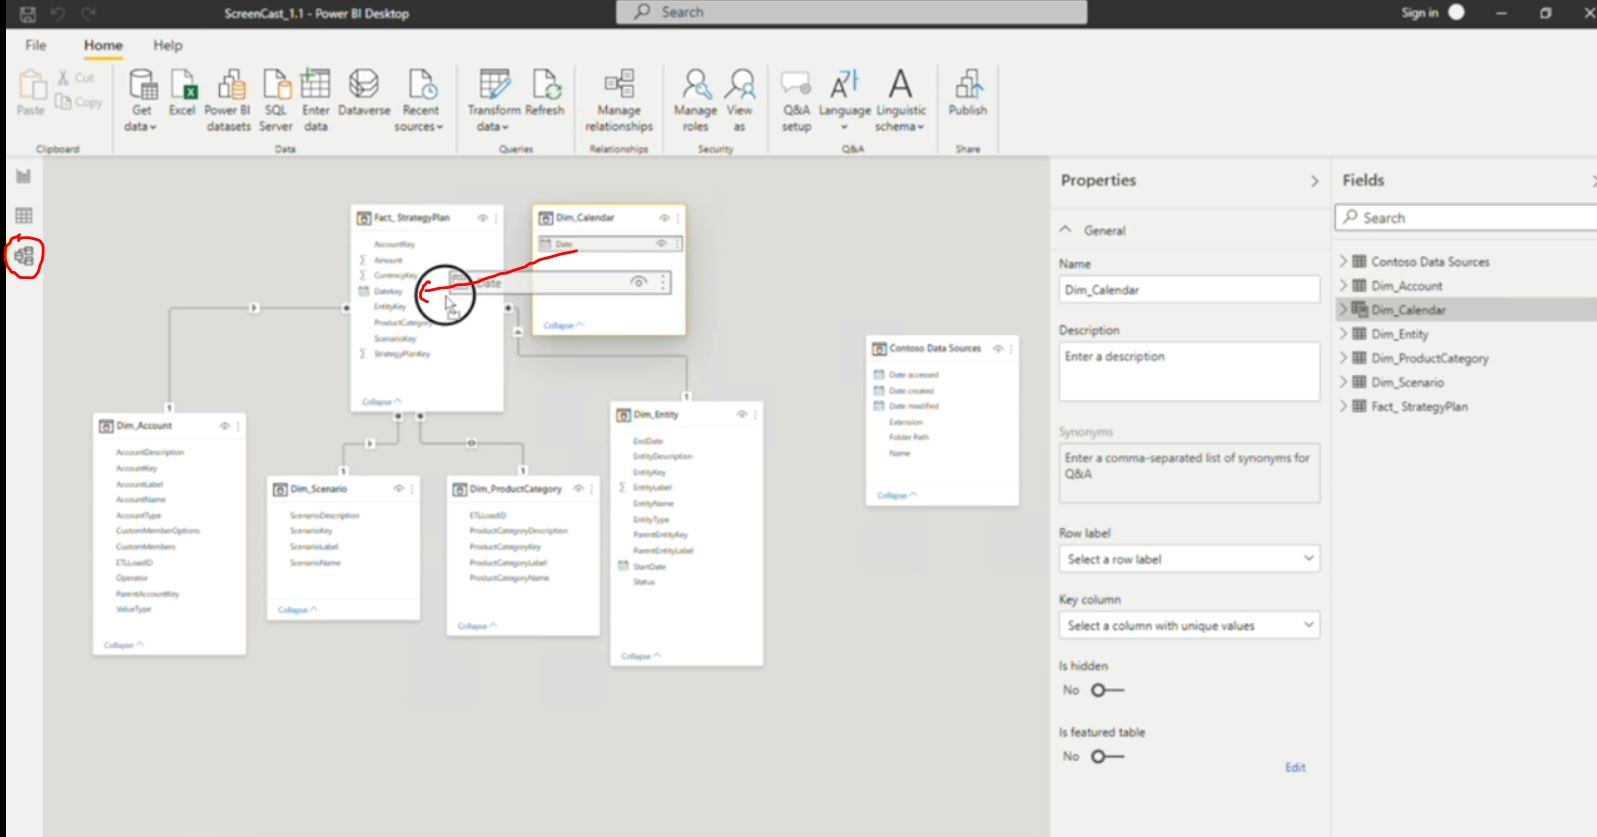 ScreenCast_1.1 - Power BI Desktop
Search
Sign in
File Home Help
Paste
Cut
Copy
Clipboard
Get data
Excel
Power BI datasets
SQL Server
Enter data
Dataverse
Recent sources
Data
Transform data
Refresh
Queries
Manage relationships
Relationships
Manage roles
View as
Security
Q&A setup
Language
Linguistic schema
Q&A
Publish
Share
Fact_ StrategyPlan
AccountKey
Amount
CurrencyKey
Datekey
EntityKey
ProductCategory
ScenarioKey
StrategyPlanKey
Collapse
Dim_Calendar
Date
Date
Collapse
1
1
1
1
Contoso Data Sources
Date accessed
Date created
Date modified
Extension
Folder Path
Name
Collapse
Dim_Account
AccountDescription
AccountKey
AccountLabel
AccountName
AccountType
CustomMemberOptions
CustomMembers
ETLLoadID
Operator
ParentAccountKey
ValueType
Collapse
Dim_Scenario
ScenarioDescription
ScenarioKey
ScenarioLabel
ScenarioName
Collapse
Dim_ProductCategory
ETLLoadID
ProductCategoryDescription
ProductCategoryKey
ProductCategoryLabel
ProductCategoryName
Collapse
Dim_Entity
EndDate
EntityDescription
EntityKey
EntityLabel
EntityName
EntityType
ParentEntityKey
ParentEntityLabel
StartDate
Status
Collapse
Properties
General
Name
Dim_Calendar
Description
Enter a description
Synonyms
Enter a comma-separated list of synonyms for
Q&A
Row label
Select a row label
Key column
Select a column with unique values
Is hidden
No
Is featured table
No
Edit
Fields
Search
Contoso Data Sources
Dim_Account
Dim_Calendar
Dim_Entity
Dim_ProductCategory
Dim_Scenario
Fact_ StrategyPlan